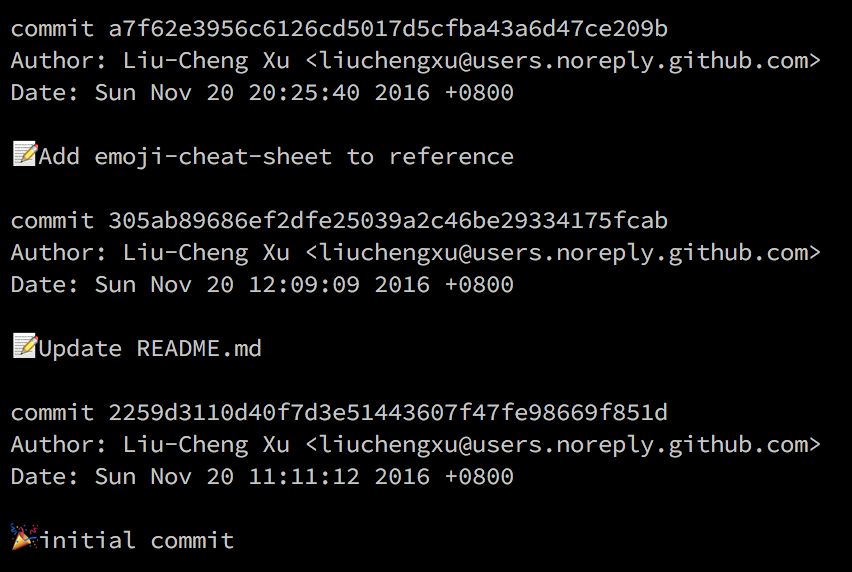 commit a7f62e3956c6126cd5017d5cfba43a6d47ce209b
Author: Liu-Cheng Xu <liuchengxu@users.noreply.github.com>
Date: Sun Nov 20 20:25:40 2016 +0800
📝Add emoji-cheat-sheet to reference
commit 305ab89686ef2dfe25039a2c46be29334175fcab
Author: Liu-Cheng Xu <liuchengxu@users.noreply.github.com>
Date: Sun Nov 20 12:09:09 2016 +0800
📝Update README.md
commit 2259d3110d40f7d3e51443607f47fe98669f851d
Author: Liu-Cheng Xu <liuchengxu@users.noreply.github.com>
Date: Sun Nov 20 11:11:12 2016 +0800
🎉initial commit